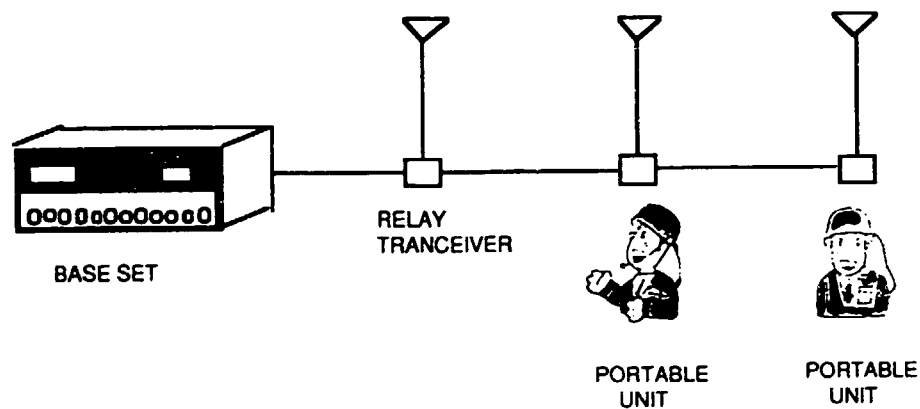 RELAY
TRANCEIVER
BASE SET
PORTABLE
UNIT
PORTABLE
UNIT